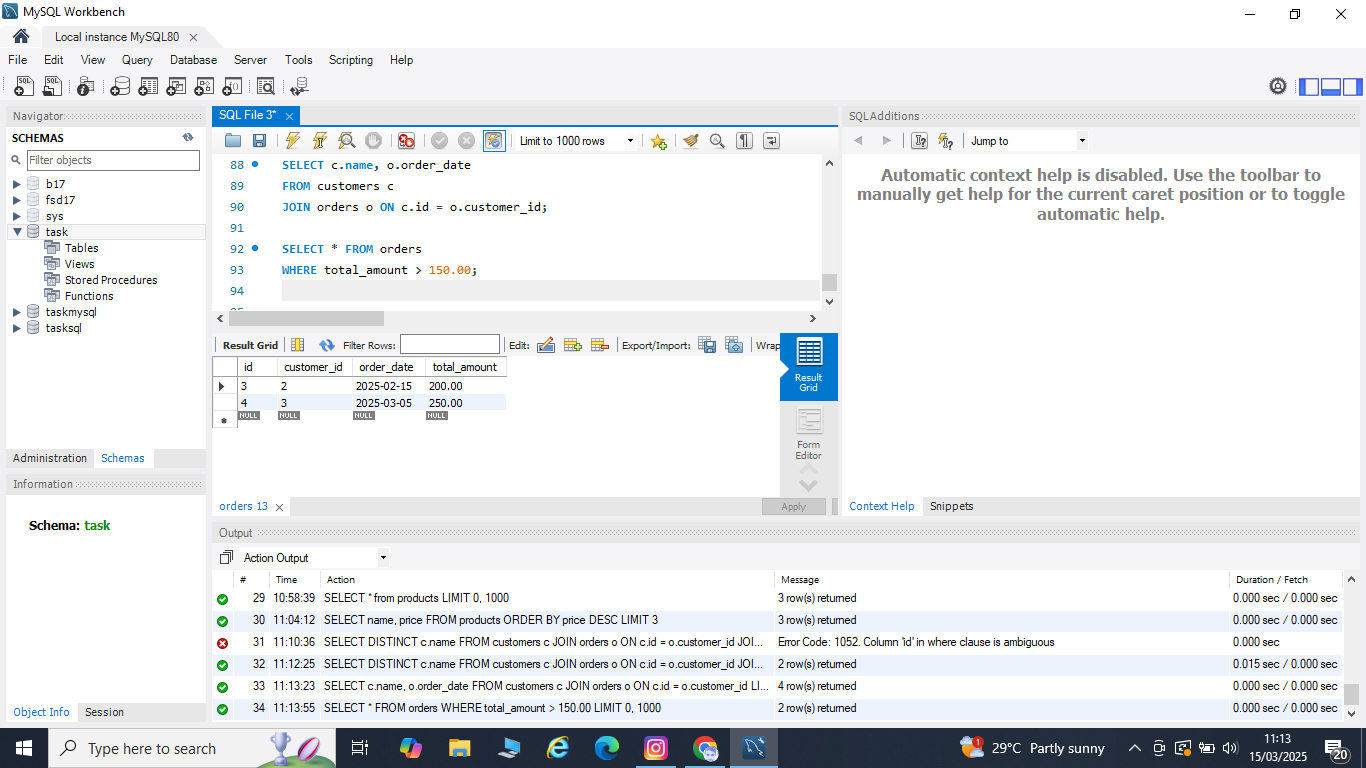 MySQL Workbench
Local instance MySQL80
File Edit View Query Database Server Tools Scripting Help
Navigator
SCHEMAS
Filter objects
b17
fsd17
sys
task
Tables
Views
Stored Procedures
Functions
taskmysql
tasksql
Administration Schemas
Information
Schema: task
Object Info Session
SQL File 3*
Limit to 1000 rows
88 SELECT c.name, o.order_date
89 FROM customers c
90 JOIN orders o ON c.id = o.customer_id;
91
92 SELECT * FROM orders
93 WHERE total_amount > 150.00;
94
Result Grid Filter Rows: Edit: Export/Import: Wrap
id customer_id order_date total_amount
3 2 2025-02-15 200.00
4 3 2025-03-05 250.00
NULL NULL NULL NULL
Result Grid
Form Editor
orders 13
Apply
SQLAdditions
Jump to
Automatic context help is disabled. Use the toolbar to
manually get help for the current caret position or to toggle
automatic help.
Context Help Snippets
Output
Action Output
# Time Action Message Duration / Fetch
29 10:58:39 SELECT * from products LIMIT 0, 1000 3 row(s) returned 0.000 sec / 0.000 sec
30 11:04:12 SELECT name, price FROM products ORDER BY price DESC LIMIT 3 3 row(s) returned 0.000 sec / 0.000 sec
31 11:10:36 SELECT DISTINCT c.name FROM customers c JOIN orders o ON c.id = o.customer_id JOI... Error Code: 1052. Column 'id' in where clause is ambiguous 0.000 sec
32 11:12:25 SELECT DISTINCT c.name FROM customers c JOIN orders o ON c.id = o.customer_id JOI... 2 row(s) returned 0.015 sec / 0.000 sec
33 11:13:23 SELECT c.name, o.order_date FROM customers c JOIN orders o ON c.id = o.customer_id LI... 4 row(s) returned 0.000 sec / 0.000 sec
34 11:13:55 SELECT * FROM orders WHERE total_amount > 150.00 LIMIT 0, 1000 2 row(s) returned 0.000 sec / 0.000 sec
Type here to search
1
29°C Partly sunny
11:13
15/03/2025
20